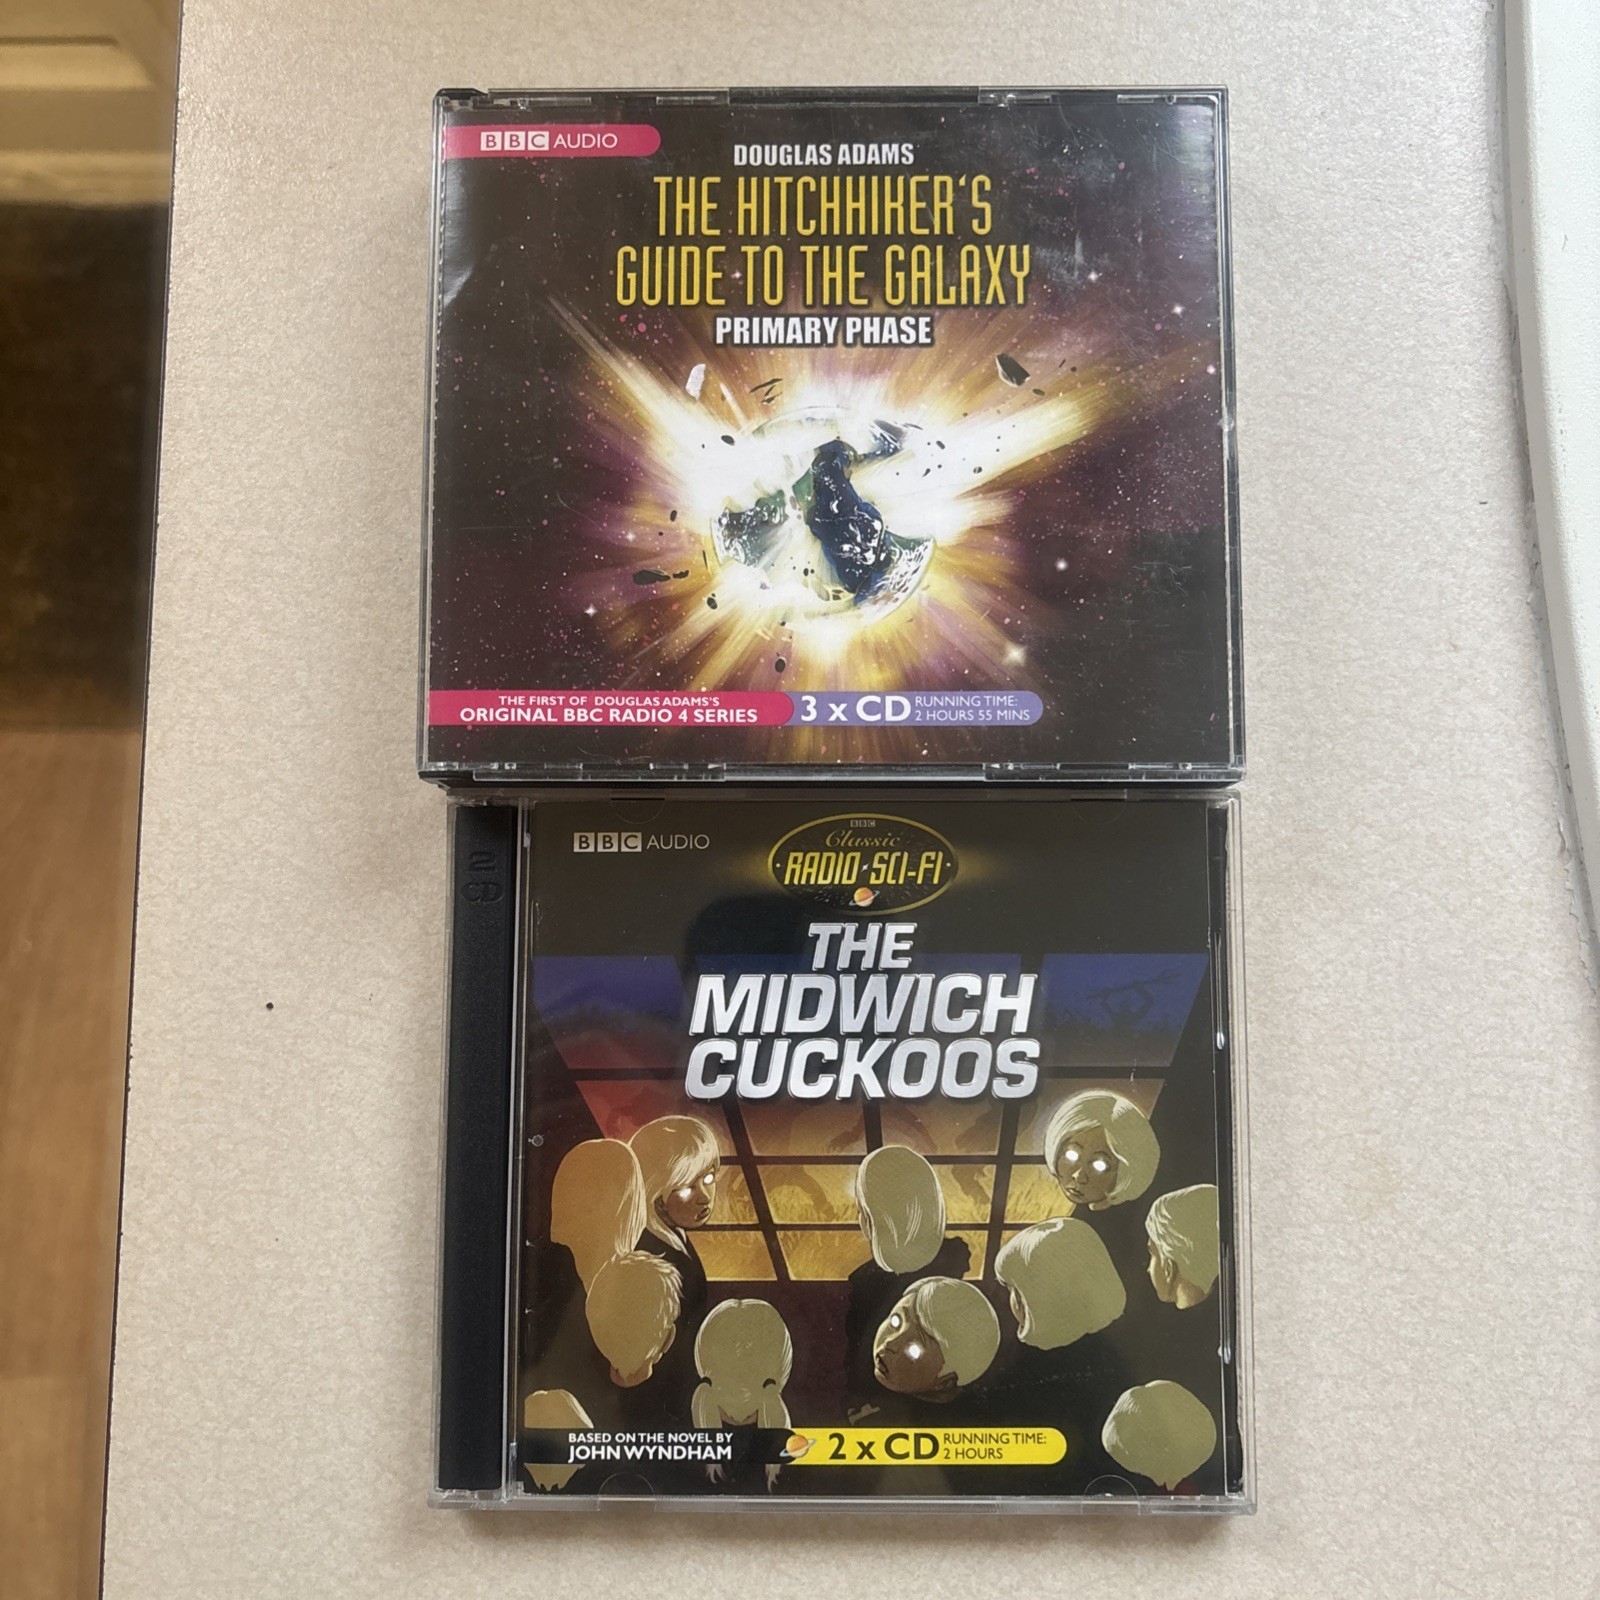 BBC AUDIO
DOUGLAS ADAMS
THE HITCHHIKER'S
GUIDE TO THE GALAXY
PRIMARY PHASE
THE FIRST OF DOUGLAS ADAMS'S
ORIGINAL BBC RADIO 4 SERIES
3 x CD
RUNNING TIME:
2 HOURS 55 MINS
2
CD
BBC AUDIO
BBC
Classic
RADIO SCI-FI
THE
MIDWICH
CUCKOOS
BASED ON THE NOVEL BY
JOHN WYNDHAM
2 x CD
RUNNING TIME:
2 HOURS